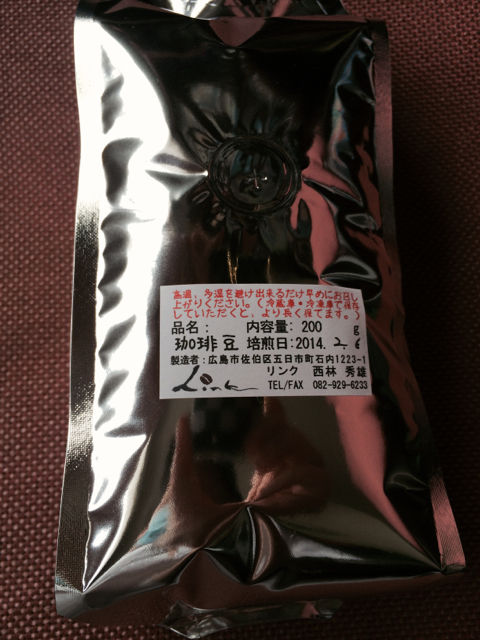 高温、多湿を避け出来るだけ早めにお召し
上がりください。(冷蔵庫・冷凍庫で保存
していただくと、より長く保てます。)
品名: 内容量: 200 g
珈琲豆 焙煎日:2014. 2. 6
製造者:広島市佐伯区五日市町石内1223-1
リンク 西林 秀雄
Link TEL/FAX 082-929-6233